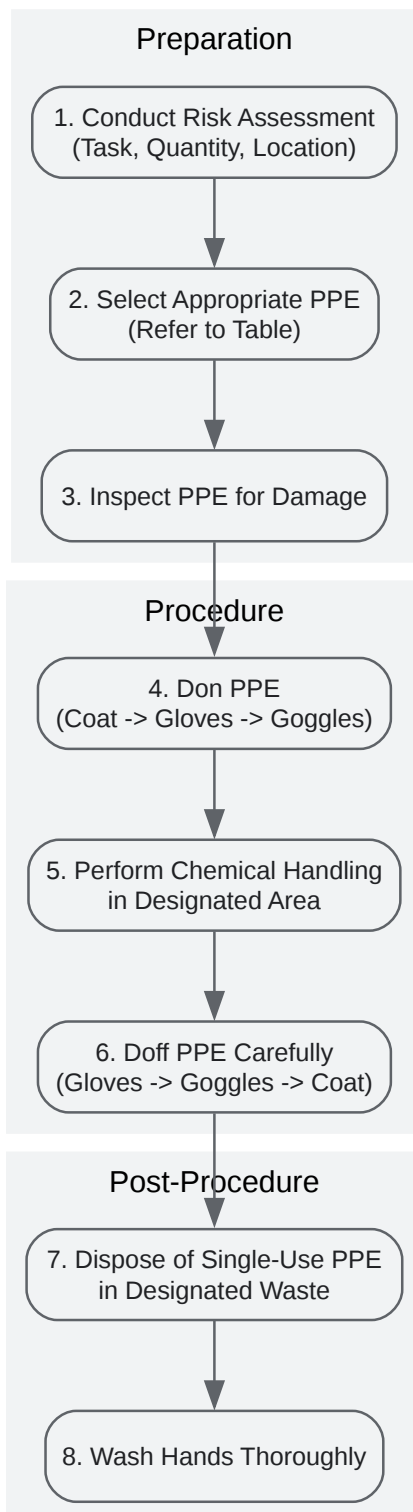 Preparation
1. Conduct Risk Assessment
(Task, Quantity, Location)
2. Select Appropriate PPE
(Refer to Table)
3. Inspect PPE for Damage
Procedure
4. Don PPE
(Coat -> Gloves -> Goggles)
5. Perform Chemical Handling
in Designated Area
6. Doff PPE Carefully
(Gloves -> Goggles -> Coat)
Post-Procedure
7. Dispose of Single-Use PPE
in Designated Waste
8. Wash Hands Thoroughly